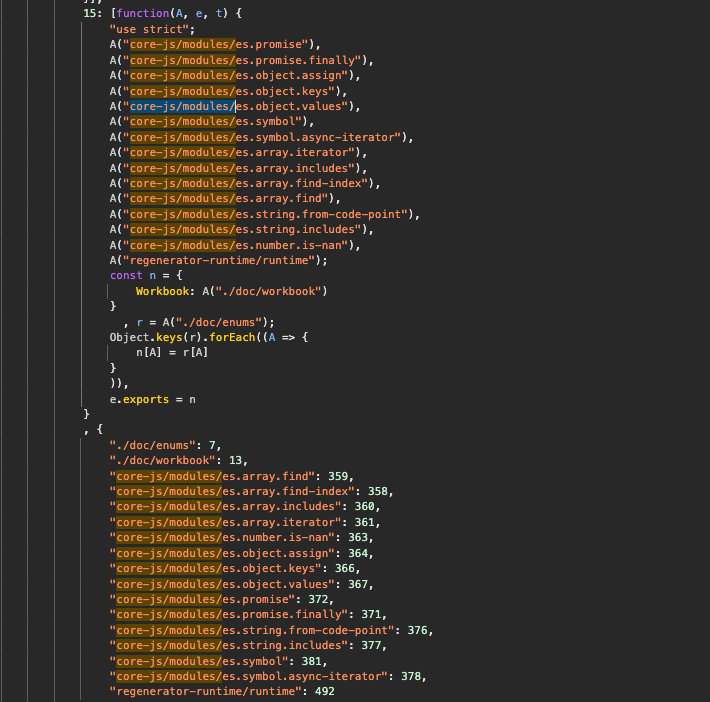 15: [function(A, e, t) {
"use strict";
A("core-js/modules/es.promise"),
A("core-js/modules/es.promise.finally"),
A("core-js/modules/es.object.assign"),
A("core-js/modules/es.object.keys"),
A("core-js/modules/es.object.values"),
A("core-js/modules/es.symbol"),
A("core-js/modules/es.symbol.async-iterator"),
A("core-js/modules/es.array.iterator"),
A("core-js/modules/es.array.includes"),
A("core-js/modules/es.array.find-index"),
A("core-js/modules/es.array.find"),
A("core-js/modules/es.string.from-code-point"),
A("core-js/modules/es.string.includes"),
A("core-js/modules/es.number.is-nan"),
A("regenerator-runtime/runtime");
const n = {
Workbook: A("./doc/workbook")
}
, r = A("./doc/enums");
Object.keys(r).forEach((A => {
n[A] = r[A]
}
)),
e.exports = n
}
, {
"./doc/enums": 7,
"./doc/workbook": 13,
"core-js/modules/es.array.find": 359,
"core-js/modules/es.array.find-index": 358,
"core-js/modules/es.array.includes": 360,
"core-js/modules/es.array.iterator": 361,
"core-js/modules/es.number.is-nan": 363,
"core-js/modules/es.object.assign": 364,
"core-js/modules/es.object.keys": 366,
"core-js/modules/es.object.values": 367,
"core-js/modules/es.promise": 372,
"core-js/modules/es.promise.finally": 371,
"core-js/modules/es.string.from-code-point": 376,
"core-js/modules/es.string.includes": 377,
"core-js/modules/es.symbol": 381,
"core-js/modules/es.symbol.async-iterator": 378,
"regenerator-runtime/runtime": 492